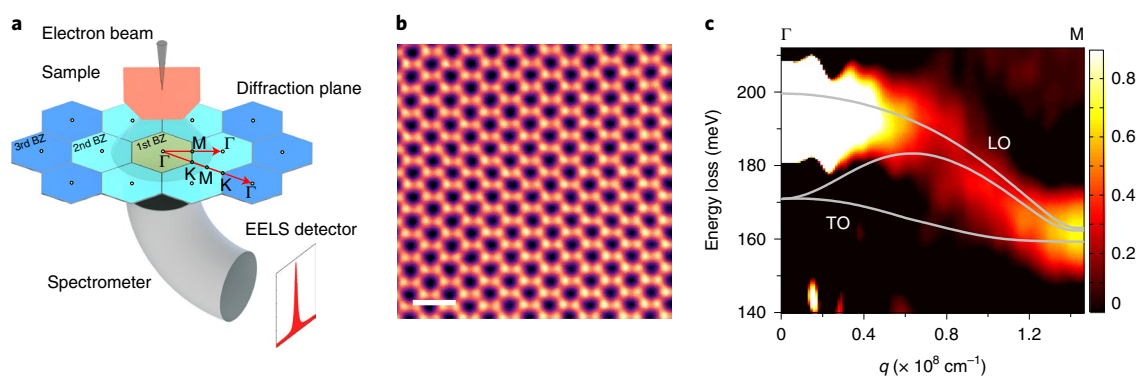 a
Electron beam
Sample
Diffraction plane
3rd BZ
2nd BZ
1st BZ
M
Γ
Γ
K
M
K
Γ
EELS detector
Spectrometer
b
c
Γ
M
Energy loss (meV)
200
180
160
140
LO
TO
0
0.4
0.8
1.2
q (× 10⁸ cm⁻¹)
0.8
0.6
0.4
0.2
0